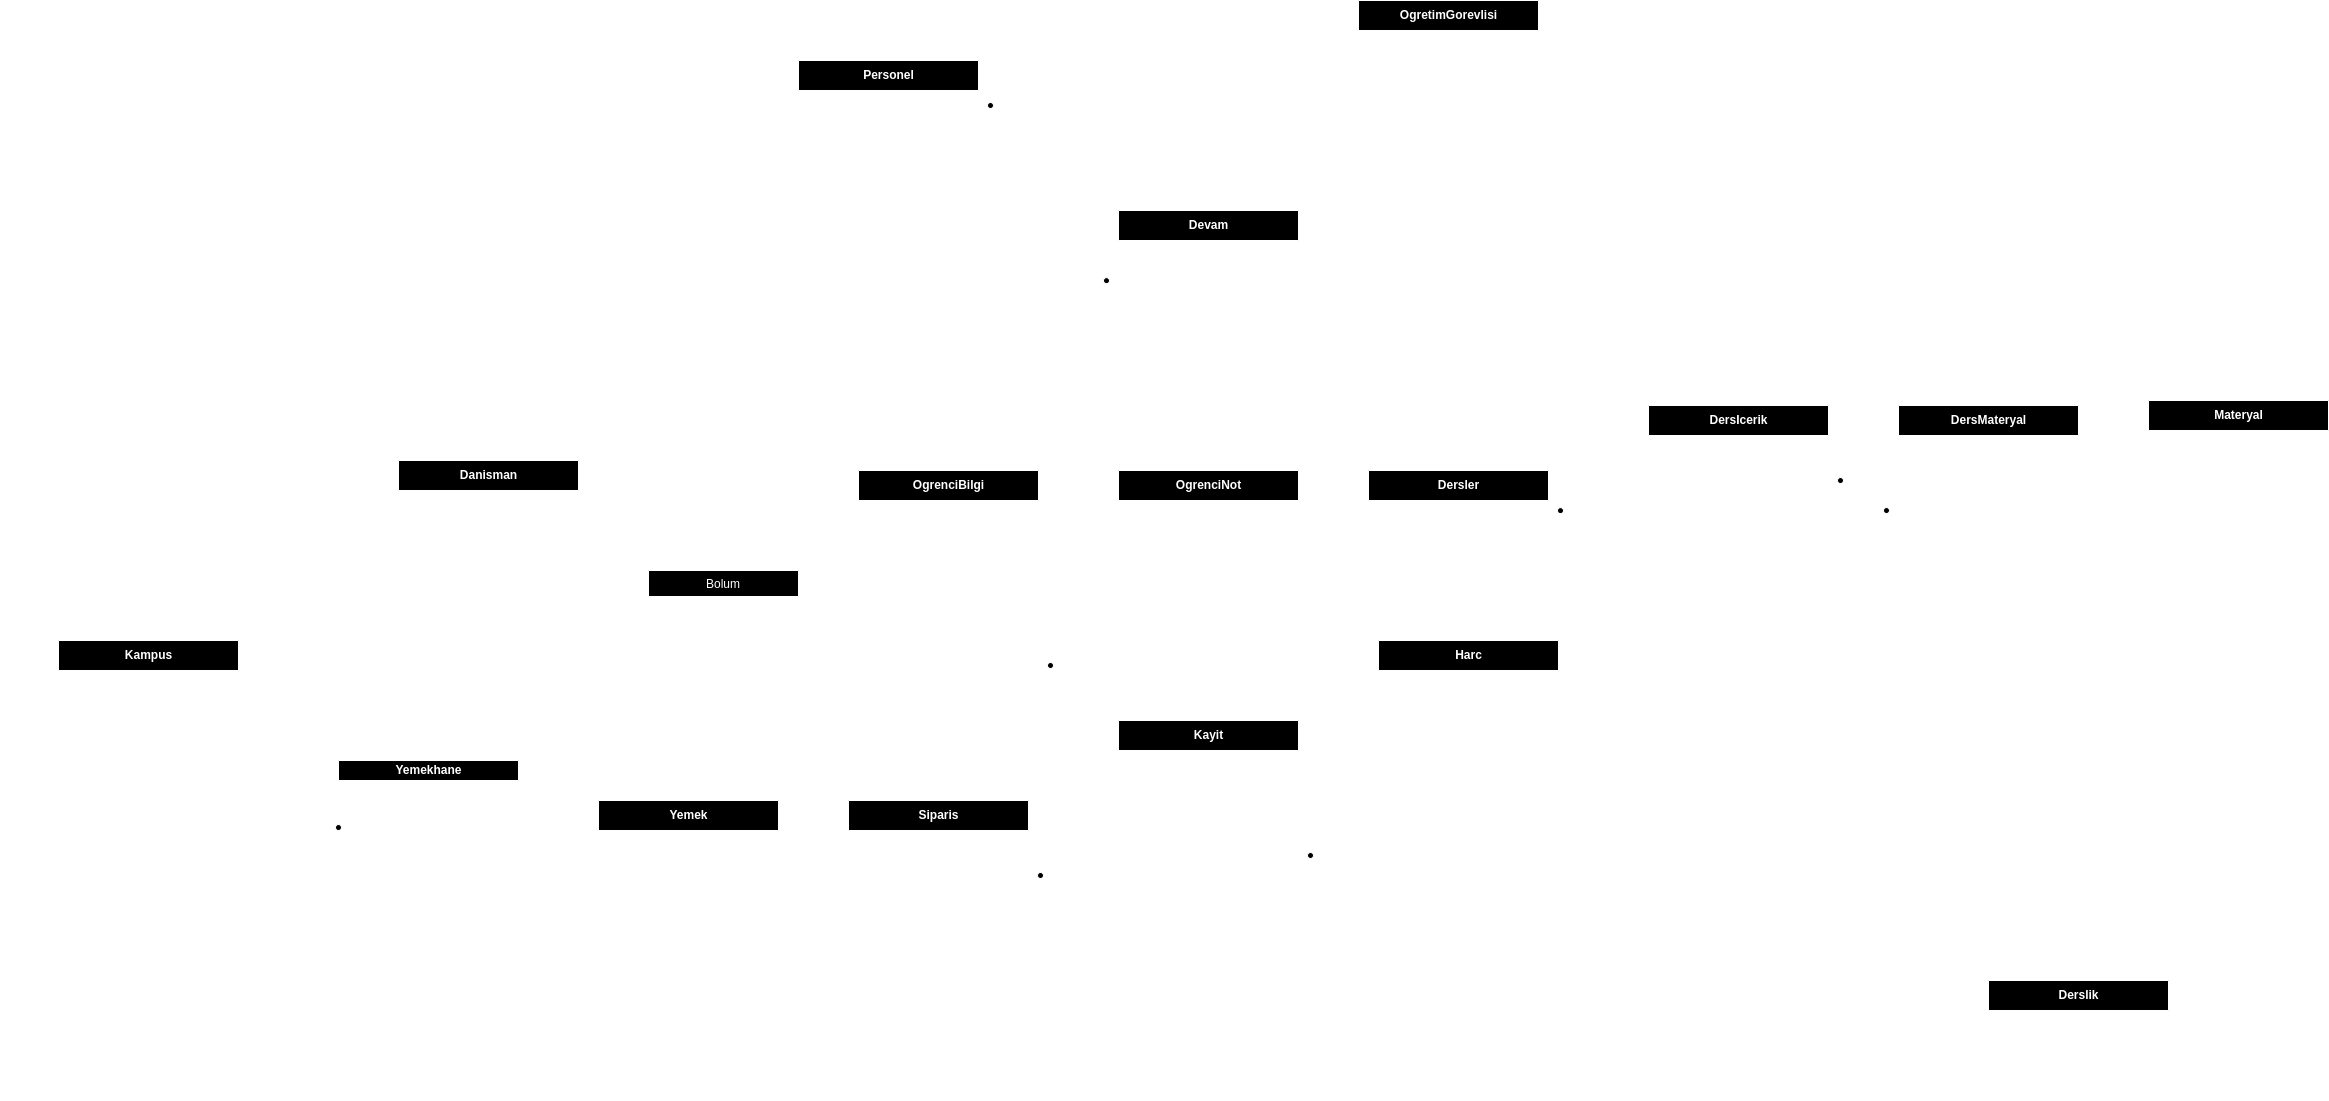 OgretimGorevlisi
Personel
Devam
DersIcerik
DersMateryal
Materyal
Danisman
OgrenciBilgi
OgrenciNot
Dersler
Bolum
Kampus
Harc
Kayit
Yemekhane
Yemek
Siparis
Derslik